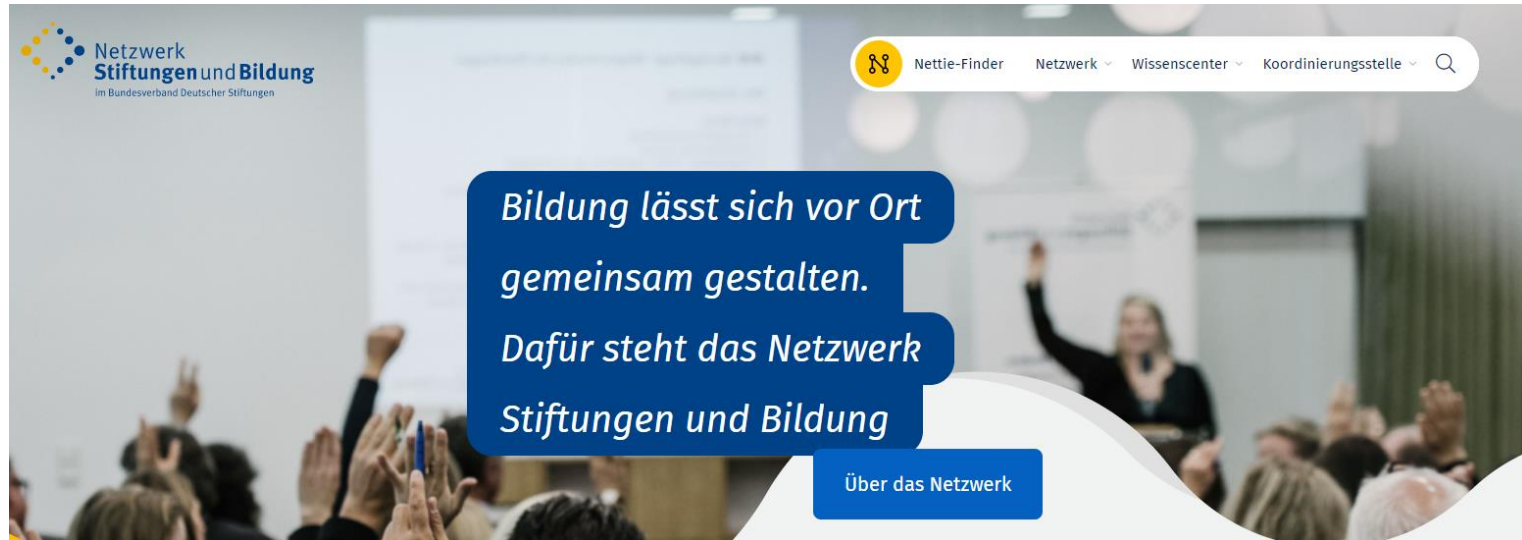 Netzwerk
Stiftungen und Bildung
im Bundesverband Deutscher Stiftungen
Nettie-Finder Netzwerk Wissenscenter Koordinierungsstelle
Bildung lässt sich vor Ort
gemeinsam gestalten.
Dafür steht das Netzwerk
Stiftungen und Bildung
Über das Netzwerk